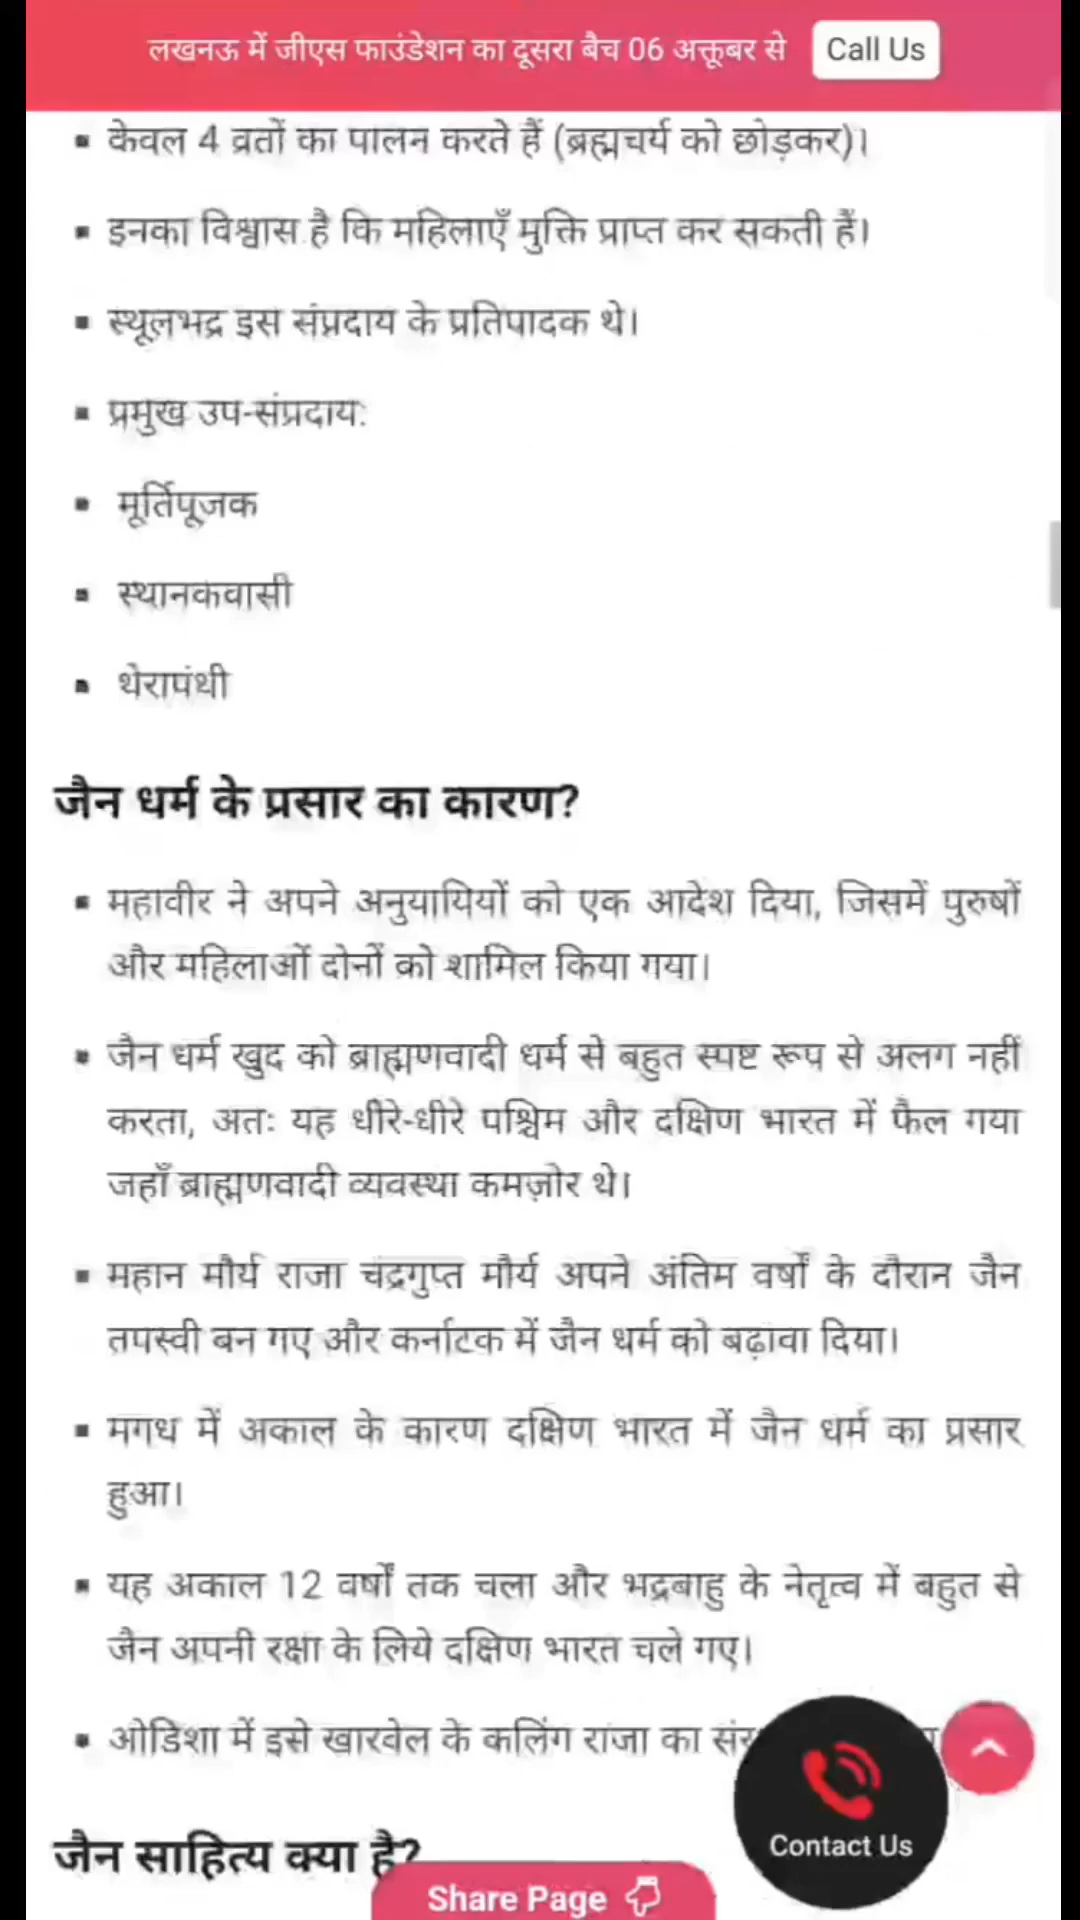 लखनऊ में जीएस फाउंडेशन का दूसरा बैच 06 अक्तूबर से Call Us
▪ केवल 4 व्रतों का पालन करते हैं (ब्रह्मचर्य को छोड़कर)।
▪ इनका विश्वास है कि महिलाएँ मुक्ति प्राप्त कर सकती हैं।
▪ स्थूलभद्र इस संप्रदाय के प्रतिपादक थे।
▪ प्रमुख उप-संप्रदाय:
▪ मूर्तिपूजक
▪ स्थानकवासी
▪ थेरापंथी
जैन धर्म के प्रसार का कारण?
▪ महावीर ने अपने अनुयायियों को एक आदेश दिया, जिसमें पुरुषों
और महिलाओं दोनों को शामिल किया गया।
▪ जैन धर्म खुद को ब्राह्मणवादी धर्म से बहुत स्पष्ट रूप से अलग नहीं
करता, अतः यह धीरे-धीरे पश्चिम और दक्षिण भारत में फैल गया
जहाँ ब्राह्मणवादी व्यवस्था कमज़ोर थे।
▪ महान मौर्य राजा चंद्रगुप्त मौर्य अपने अंतिम वर्षों के दौरान जैन
तपस्वी बन गए और कर्नाटक में जैन धर्म को बढ़ावा दिया।
▪ मगध में अकाल के कारण दक्षिण भारत में जैन धर्म का प्रसार
हुआ।
▪ यह अकाल 12 वर्षों तक चला और भद्रबाहु के नेतृत्व में बहुत से
जैन अपनी रक्षा के लिये दक्षिण भारत चले गए।
▪ ओडिशा में इसे खारवेल के कलिंग राजा का
Contact Us
जैन साहित्य क्या है?
Share Page